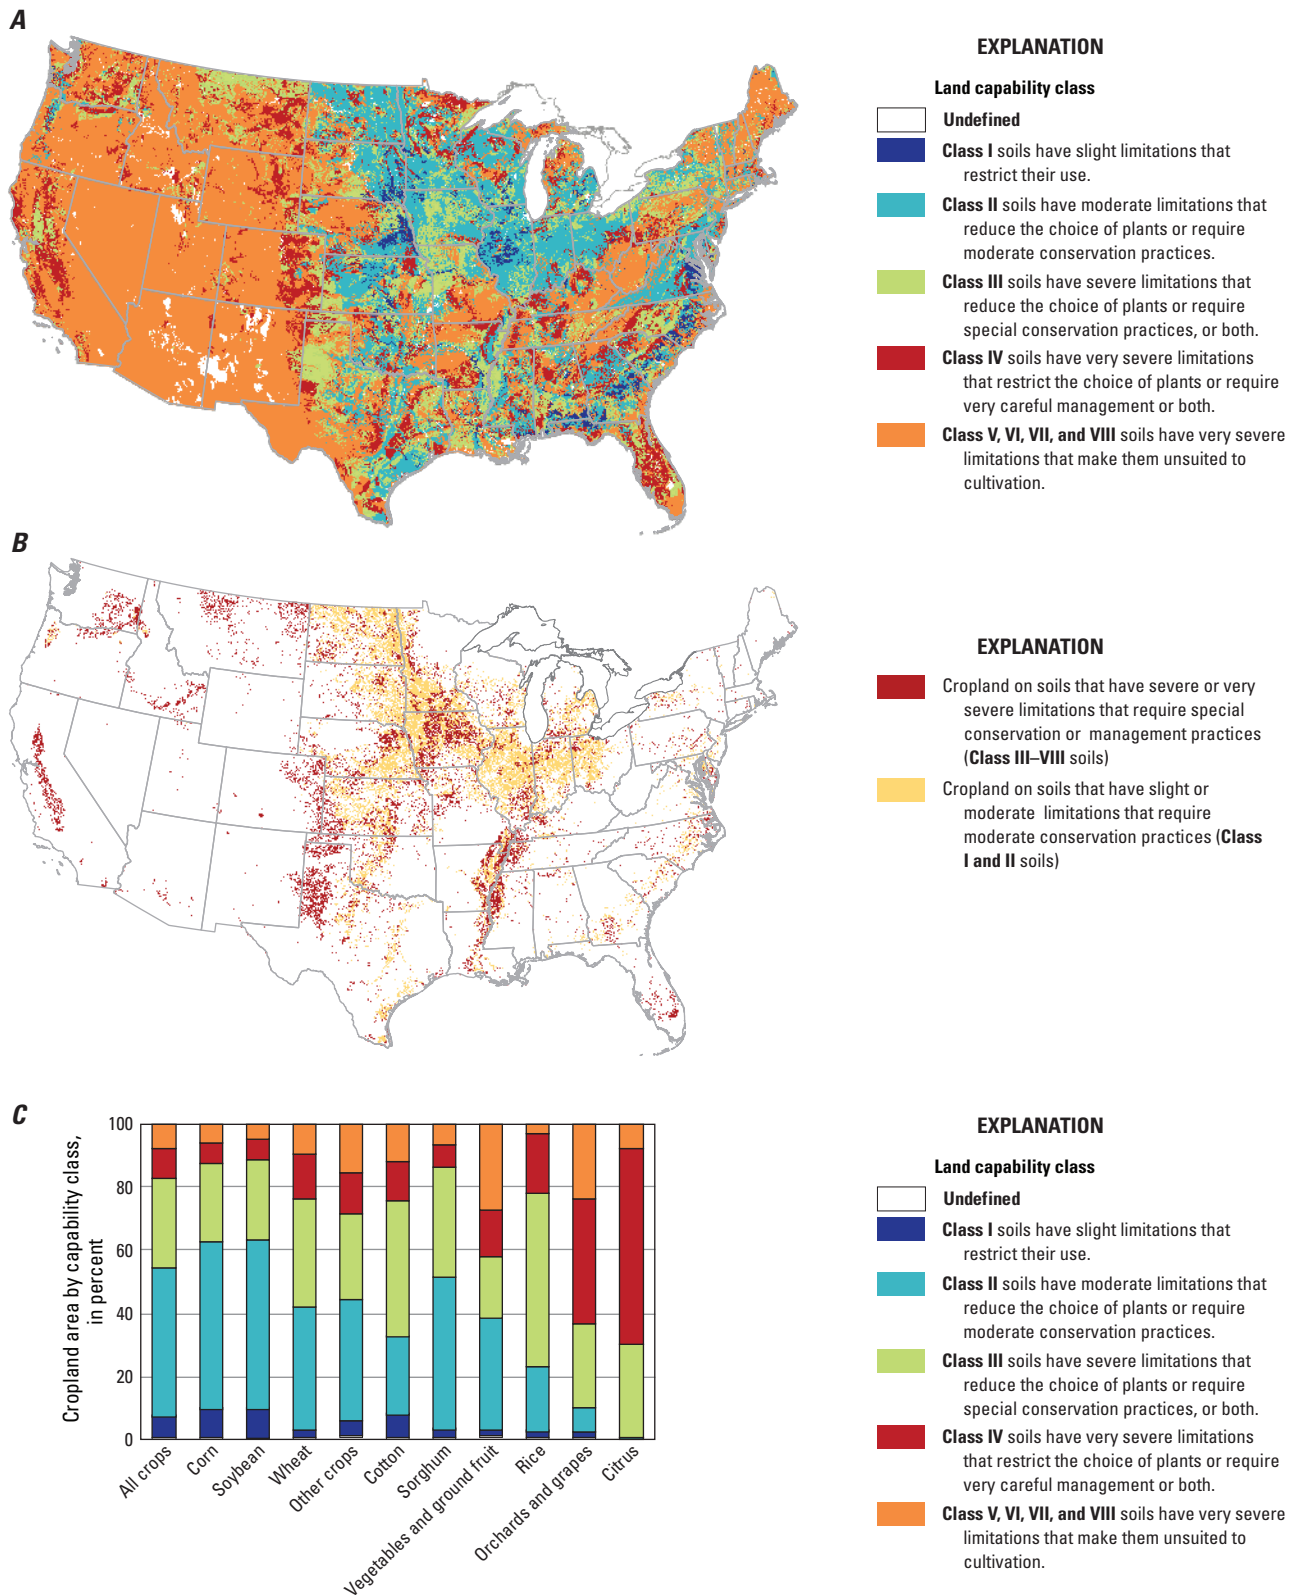 A
EXPLANATION
Land capability class
Undefined
Class I soils have slight limitations that
restrict their use.
Class II soils have moderate limitations that
reduce the choice of plants or require
moderate conservation practices.
Class III soils have severe limitations that
reduce the choice of plants or require
special conservation practices, or both.
Class IV soils have very severe limitations
that restrict the choice of plants or require
very careful management or both.
Class V, VI, VII, and VIII soils have very severe
limitations that make them unsuited to
cultivation.
B
EXPLANATION
Cropland on soils that have severe or very
severe limitations that require special
conservation or management practices
(Class III–VIII soils)
Cropland on soils that have slight or
moderate limitations that require
moderate conservation practices (Class
I and II soils)
C
Cropland area by capability class,
in percent
100
80
60
40
20
0
All crops
Corn
Soybean
Wheat
Other crops
Cotton
Sorghum
Vegetables and ground fruit
Rice
Orchards and grapes
Citrus
EXPLANATION
Land capability class
Undefined
Class I soils have slight limitations that
restrict their use.
Class II soils have moderate limitations that
reduce the choice of plants or require
moderate conservation practices.
Class III soils have severe limitations that
reduce the choice of plants or require
special conservation practices, or both.
Class IV soils have very severe limitations
that restrict the choice of plants or require
very careful management or both.
Class V, VI, VII, and VIII soils have very severe
limitations that make them unsuited to
cultivation.